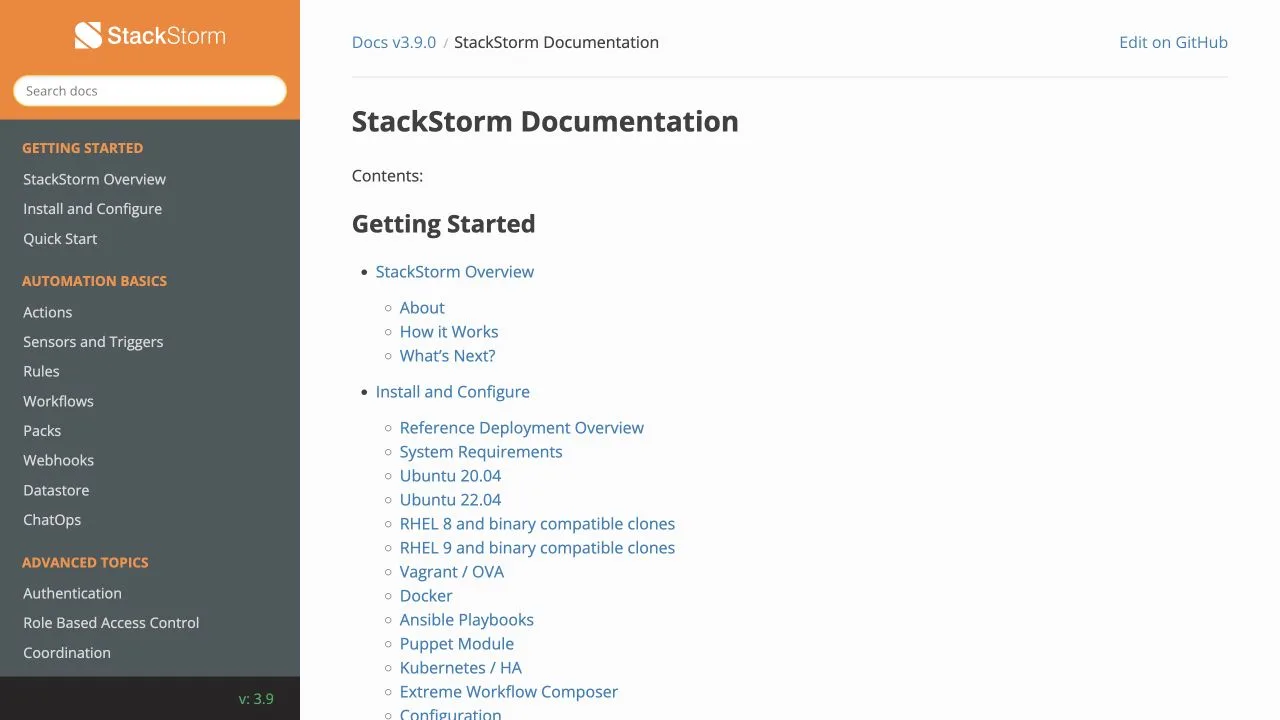 StackStorm
Search docs
GETTING STARTED
StackStorm Overview
Install and Configure
Quick Start
AUTOMATION BASICS
Actions
Sensors and Triggers
Rules
Workflows
Packs
Webhooks
Datastore
ChatOps
ADVANCED TOPICS
Authentication
Role Based Access Control
Coordination
v: 3.9
Docs v3.9.0 / StackStorm Documentation
Edit on GitHub
StackStorm Documentation
Contents:
Getting Started
StackStorm Overview
About
How it Works
What’s Next?
Install and Configure
Reference Deployment Overview
System Requirements
Ubuntu 20.04
Ubuntu 22.04
RHEL 8 and binary compatible clones
RHEL 9 and binary compatible clones
Vagrant / OVA
Docker
Ansible Playbooks
Puppet Module
Kubernetes / HA
Extreme Workflow Composer
Configuration